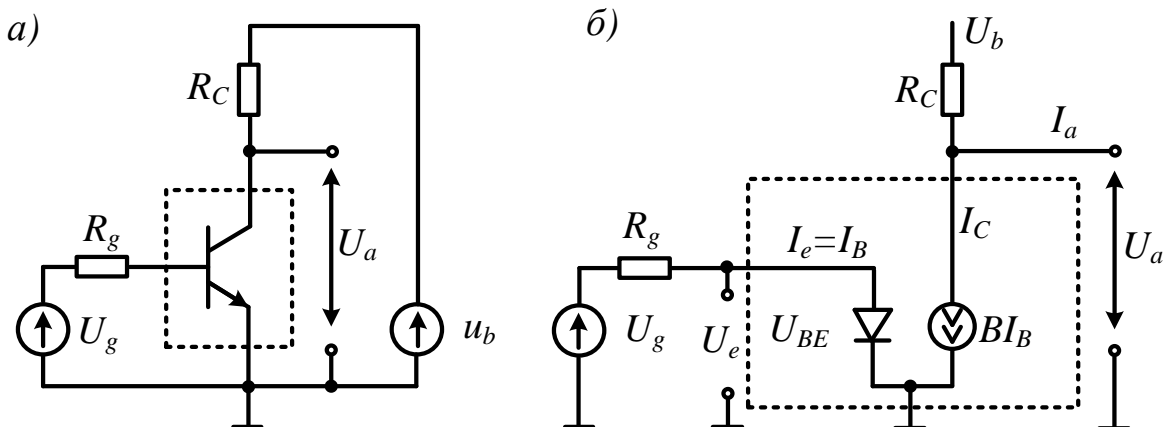 а)
R_C
R_g
U_a
U_g
u_b
б)
U_b
R_C
I_a
I_C
R_g
I_e=I_B
U_a
U_g
U_e
U_BE
BI_B